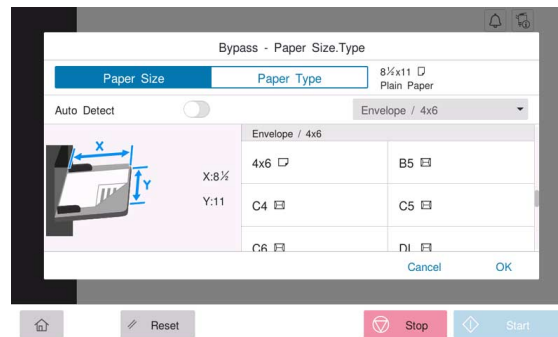 Bypass - Paper Size.Type
Paper Size
Paper Type
8½x11
Plain Paper
Auto Detect
Envelope / 4x6
Envelope / 4x6
X
Y
X:8½
Y:11
4x6
B5
C4
C5
C6
DL
Cancel
OK
Reset
Stop
Start